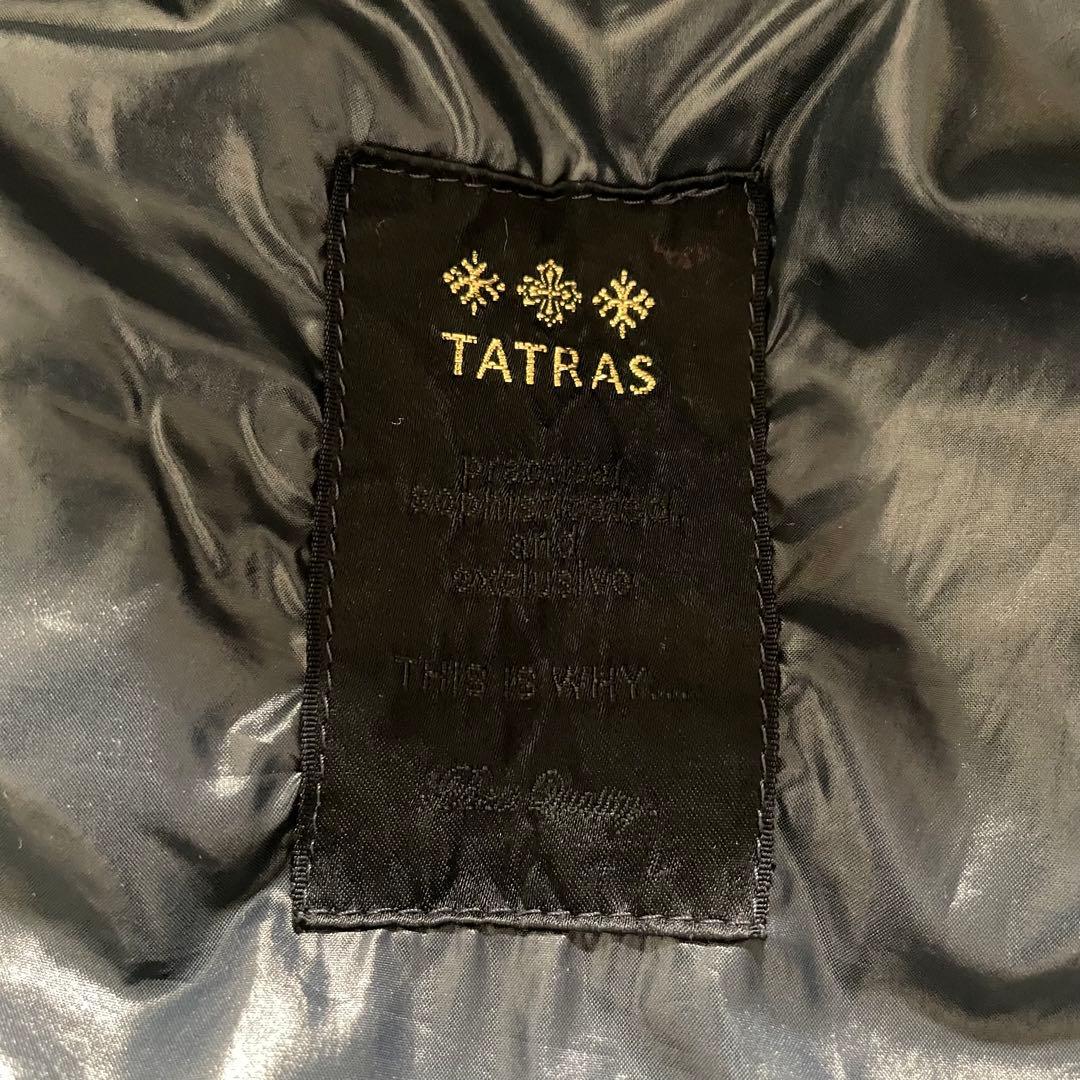 TATRAS
practical,
sophisticated,
and
exclusive.
THIS IS WHY.....